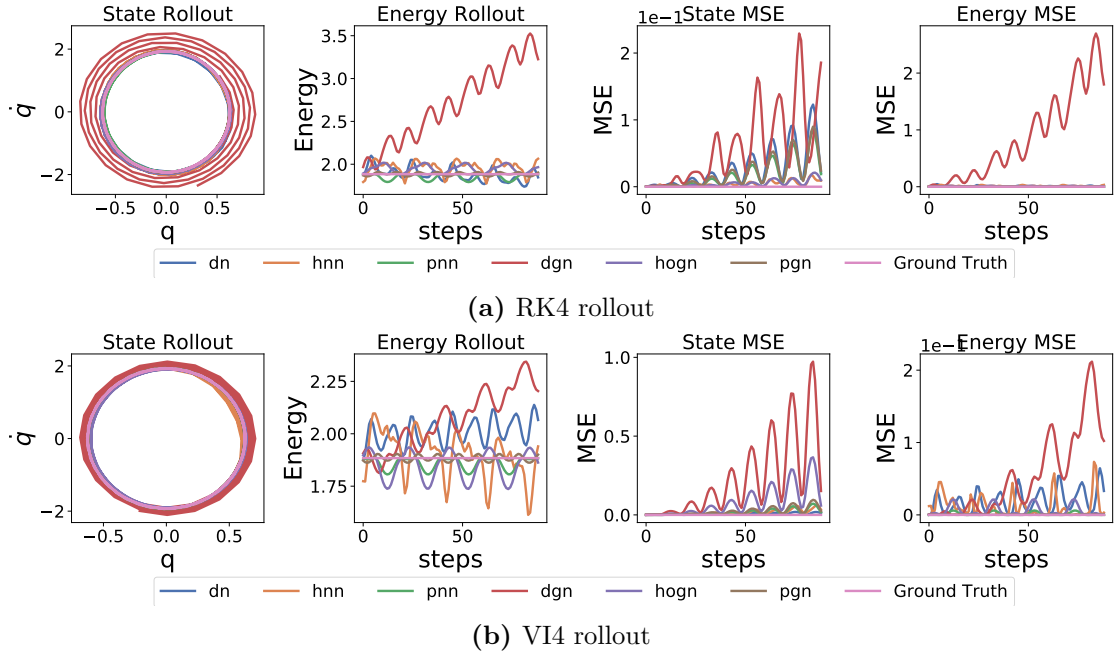 State Rollout Energy Rollout State MSE Energy MSE
1e−1
2
0
−2
q̇
−0.5 0.0 0.5
q
3.5
3.0
2.5
2.0
Energy
50
steps
2
1
0
MSE
0 50
steps
2
1
0
MSE
0 50
steps
dn hnn pnn dgn hogn pgn Ground Truth
(a) RK4 rollout
State Rollout Energy Rollout State MSE Energy MSE
1e−1
2
0
−2
q̇
−0.5 0.0 0.5
q
2.25
2.00
1.75
Energy
0 50
steps
1.0
0.5
0.0
MSE
0 50
steps
2
1
0
MSE
0 50
steps
dn hnn pnn dgn hogn pgn Ground Truth
(b) VI4 rollout